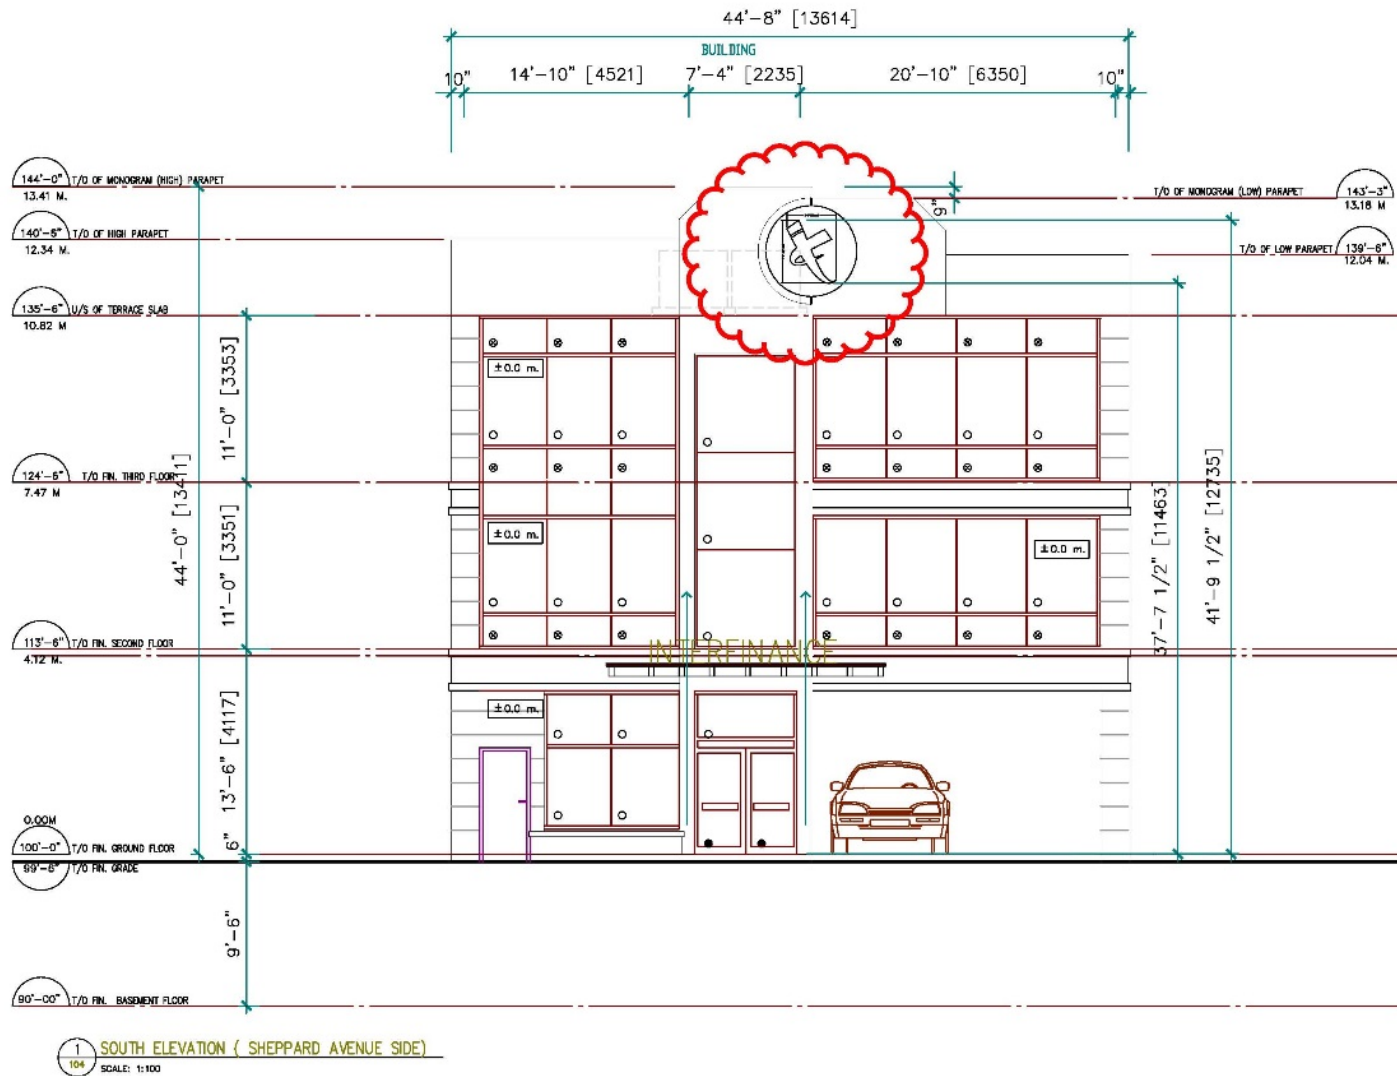 44'-8" [13614]
BUILDING
10" 14'-10" [4521] 7'-4" [2235] 20'-10" [6350] 10"
144'-0" T/O OF MONOGRAM (HIGH) PARAPET
13.41 M.
T/O OF MONOGRAM (LOW) PARAPET 143'-3"
13.18 M
9"
140'-5" T/O OF HIGH PARAPET
12.34 M.
T/O OF LOW PARAPET 139'-6"
12.04 M.
135'-6" U/S OF TERRACE SLAB
10.82 M
11'-0" [3353]
±0.0 m.
124'-6" T/O FIN. THIRD FLOOR
7.47 M
44'-0" [13411]
11'-0" [3351]
±0.0 m.
±0.0 m.
37'-7 1/2" [11463]
41'-9 1/2" [12735]
113'-6" T/O FIN. SECOND FLOOR
4.12 M.
INTERFINANCE
±0.0 m.
13'-6" [4117]
6"
0.00M
100'-0" T/O FIN. GROUND FLOOR
99'-6" T/O FIN. GRADE
9'-6"
90'-00" T/O FIN. BASEMENT FLOOR
1 SOUTH ELEVATION ( SHEPPARD AVENUE SIDE)
104 SCALE: 1:100